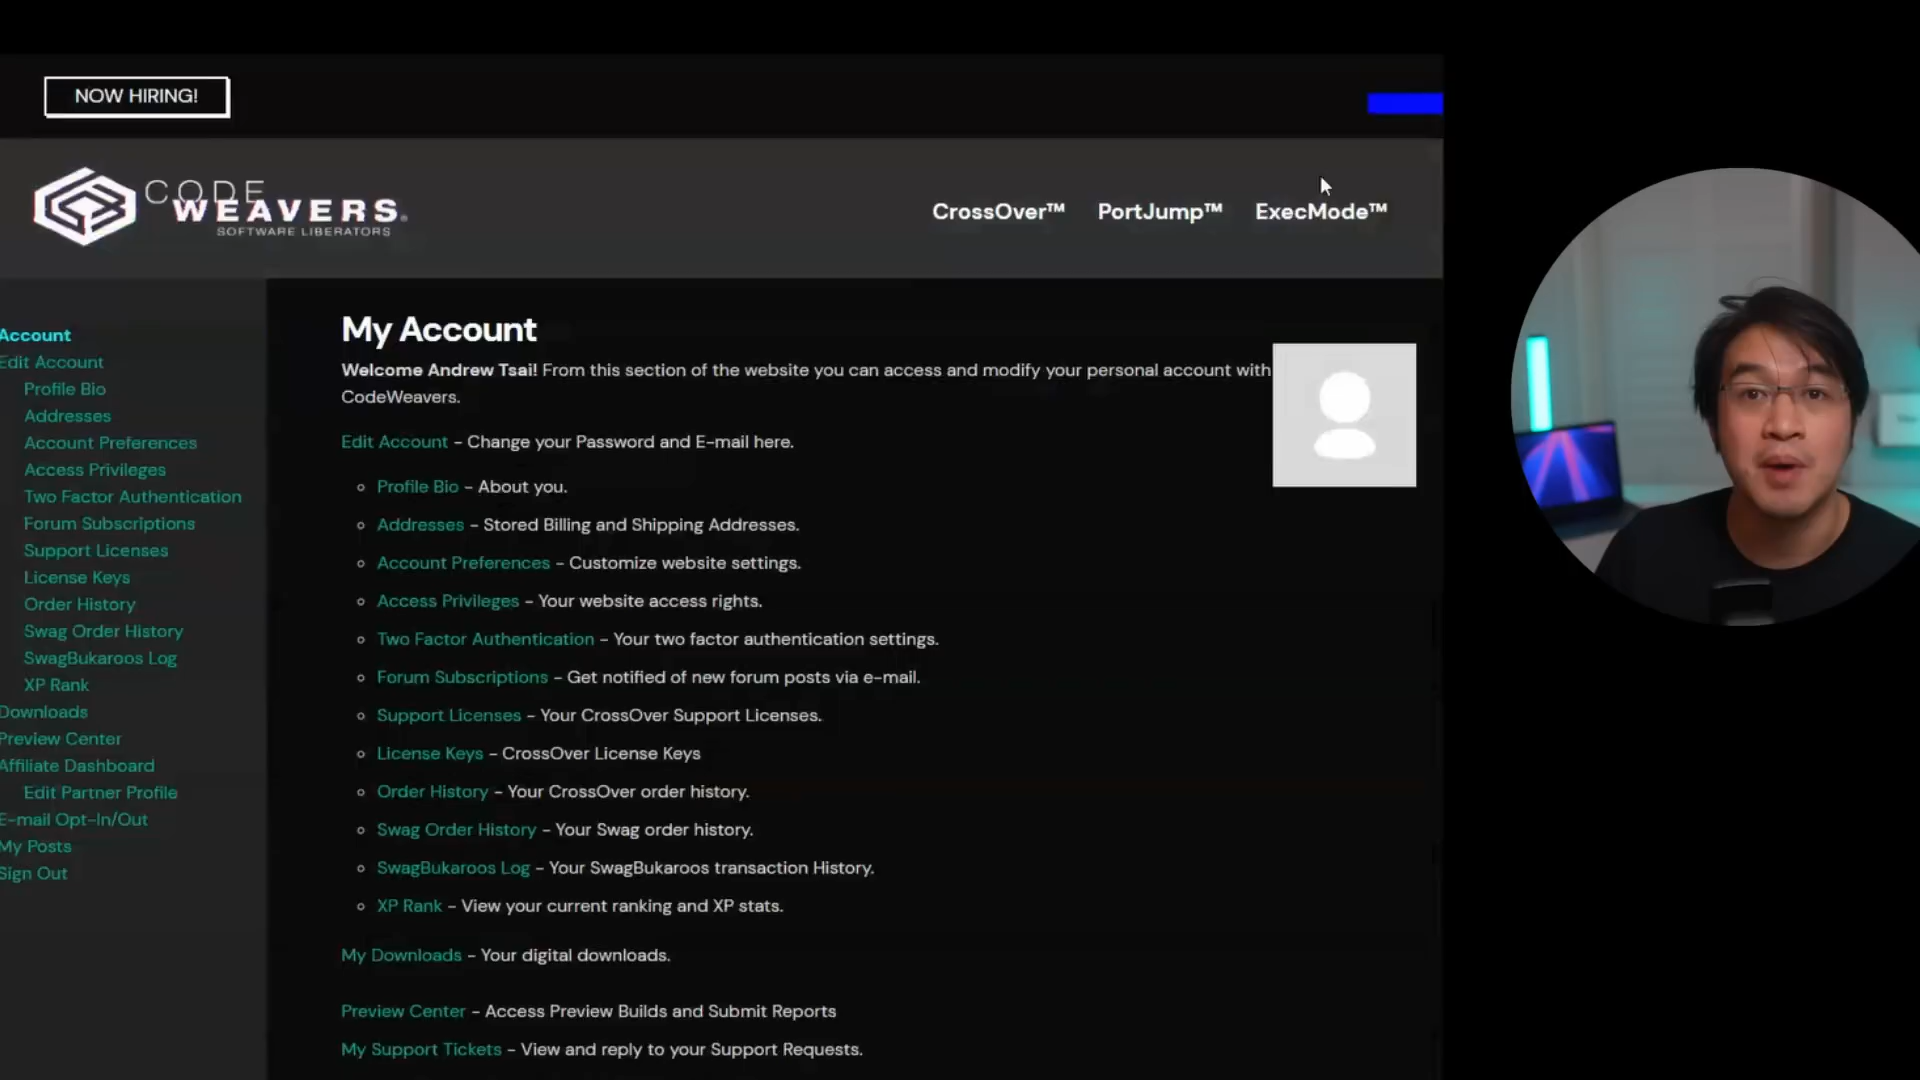 NOW HIRING!
CODE
WEAVERS®
SOFTWARE LIBERATORS
CrossOver™ PortJump™ ExecMode™
Account
Edit Account
Profile Bio
Addresses
Account Preferences
Access Privileges
Two Factor Authentication
Forum Subscriptions
Support Licenses
License Keys
Order History
Swag Order History
SwagBukaroos Log
XP Rank
Downloads
Preview Center
Affiliate Dashboard
Edit Partner Profile
E-mail Opt-In/Out
My Posts
Sign Out
My Account
Welcome Andrew Tsai! From this section of the website you can access and modify your personal account with
CodeWeavers.
Edit Account – Change your Password and E-mail here.
Profile Bio – About you.
Addresses – Stored Billing and Shipping Addresses.
Account Preferences – Customize website settings.
Access Privileges – Your website access rights.
Two Factor Authentication – Your two factor authentication settings.
Forum Subscriptions – Get notified of new forum posts via e-mail.
Support Licenses – Your CrossOver Support Licenses.
License Keys – CrossOver License Keys
Order History – Your CrossOver order history.
Swag Order History – Your Swag order history.
SwagBukaroos Log – Your SwagBukaroos transaction History.
XP Rank – View your current ranking and XP stats.
My Downloads – Your digital downloads.
Preview Center – Access Preview Builds and Submit Reports
My Support Tickets – View and reply to your Support Requests.